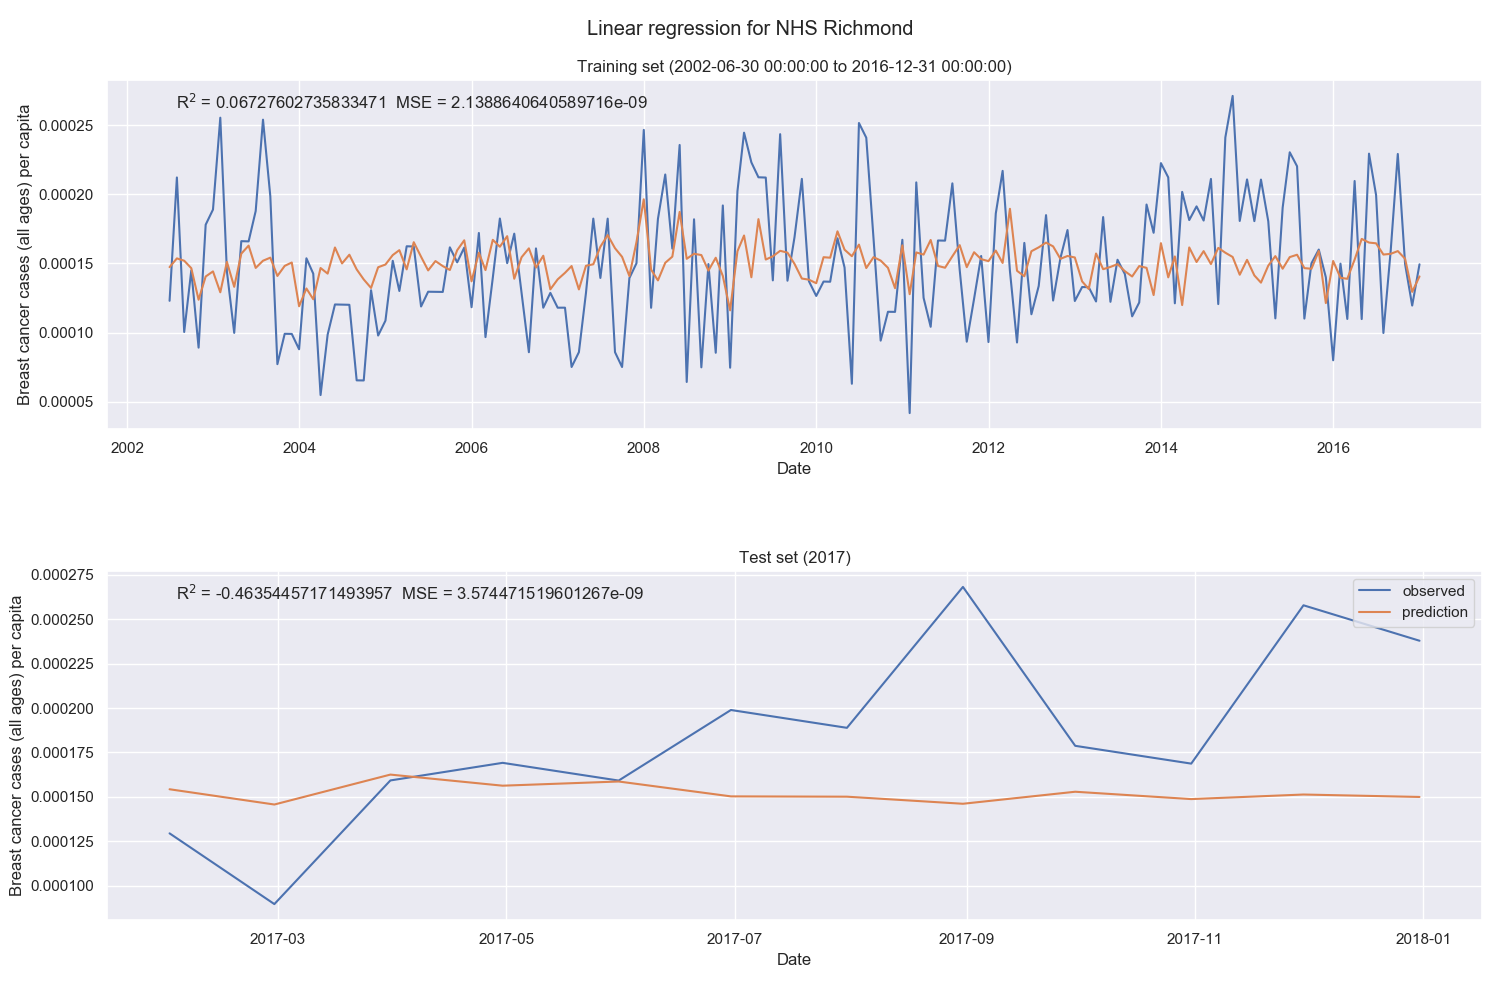 Linear regression for NHS Richmond
Training set (2002-06-30 00:00:00 to 2016-12-31 00:00:00)
R² = 0.06727602735833471  MSE = 2.1388640640589716e-09
Breast cancer cases (all ages) per capita
0.00025
0.00020
0.00015
0.00010
0.00005
2002
2004
2006
2008
2010
2012
2014
2016
Date
Test set (2017)
R² = -0.46354457171493957  MSE = 3.574471519601267e-09
observed
prediction
Breast cancer cases (all ages) per capita
0.000275
0.000250
0.000225
0.000200
0.000175
0.000150
0.000125
0.000100
2017-03
2017-05
2017-07
2017-09
2017-11
2018-01
Date